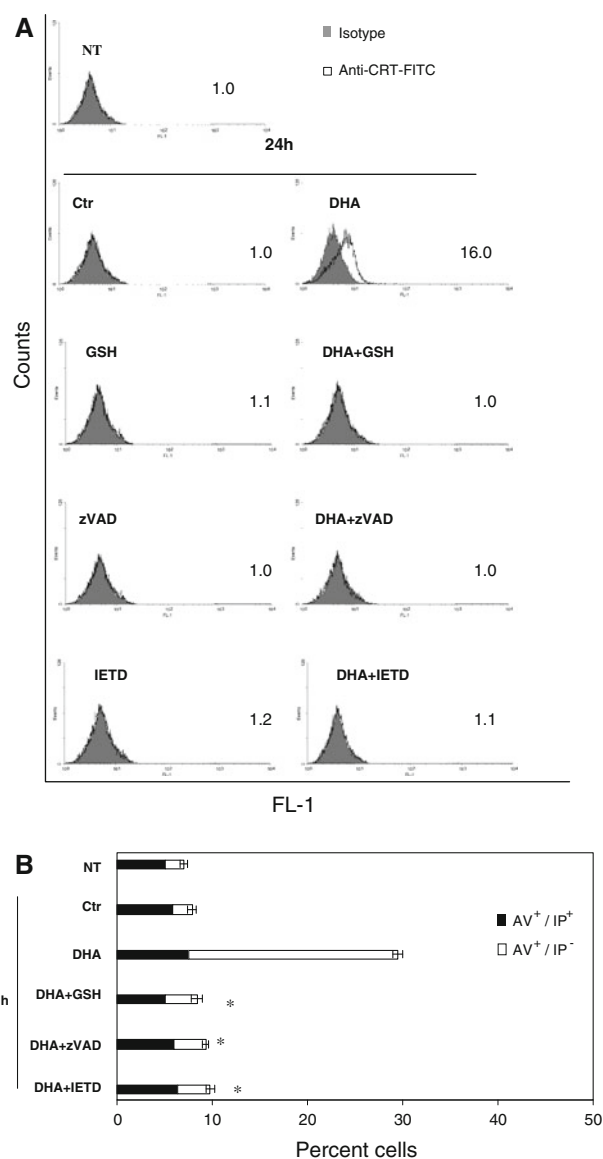 A
Isotype
Anti-CRT-FITC
NT
1.0
24h
Ctr
1.0
DHA
16.0
GSH
1.1
DHA+GSH
1.0
Counts
zVAD
1.0
DHA+zVAD
1.0
IETD
1.2
DHA+IETD
1.1
FL-1
B
NT
Ctr
DHA
DHA+GSH
*
DHA+zVAD
*
DHA+IETD
*
h
AV+ / IP+
AV+ / IP-
0 10 20 30 40 50
Percent cells